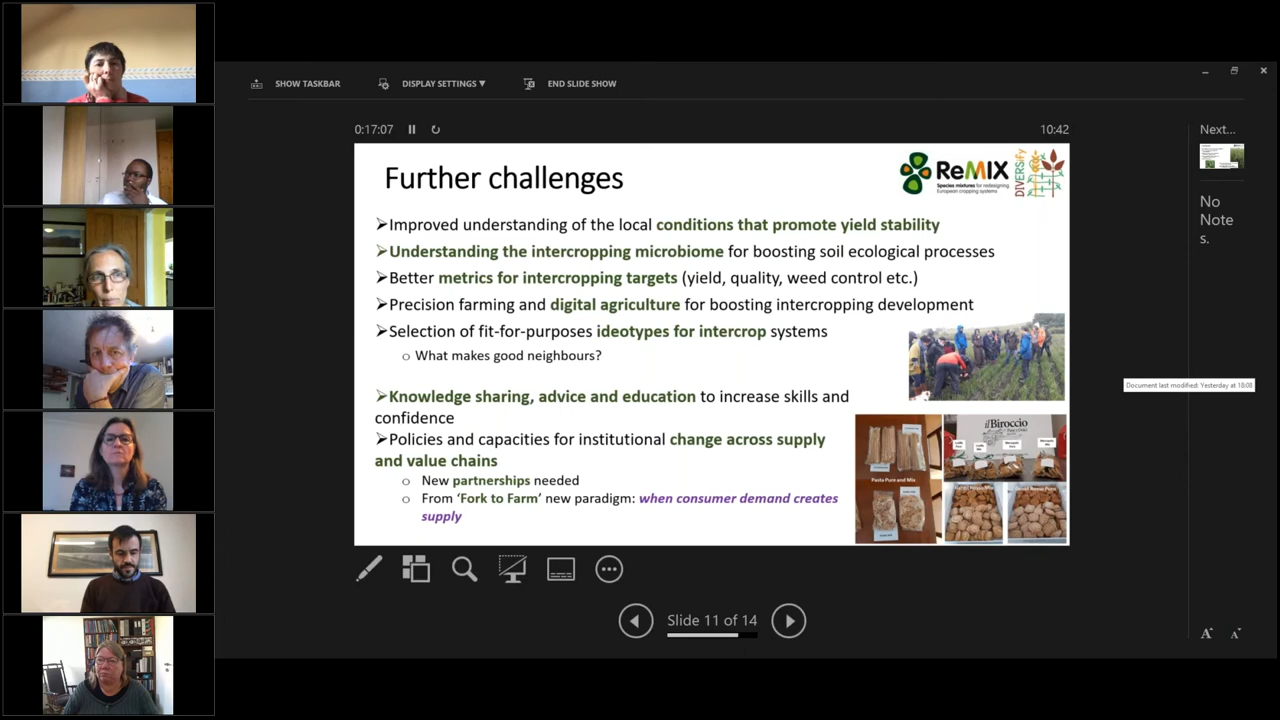 SHOW TASKBAR
DISPLAY SETTINGS ▼
END SLIDE SHOW
0:17:07
10:42
Next...
Further challenges
ReMIX
Species mixtures for redesigning
European cropping systems
DIVERSify
➤Improved understanding of the local conditions that promote yield stability
➤Understanding the intercropping microbiome for boosting soil ecological processes
➤Better metrics for intercropping targets (yield, quality, weed control etc.)
➤Precision farming and digital agriculture for boosting intercropping development
➤Selection of fit-for-purposes ideotypes for intercrop systems
o What makes good neighbours?
➤Knowledge sharing, advice and education to increase skills and
confidence
➤Policies and capacities for institutional change across supply
and value chains
o New partnerships needed
o From ‘Fork to Farm’ new paradigm: when consumer demand creates
supply
il Biroccio
Pasta Pure and Mix
No
Note
s.
Document last modified: Yesterday at 18:08
Slide 11 of 14
A
A